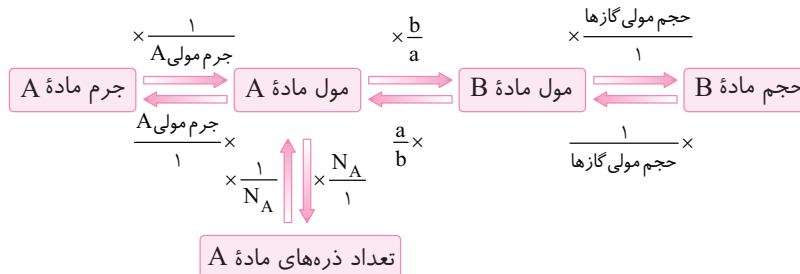 × ۱/جرم مولی A    × b/a    × حجم مولی گازها/۱
جرم مادهٔ A    مول مادهٔ A    مول مادهٔ B    حجم مادهٔ B
جرم مولی A/۱ ×    a/b ×    ۱/حجم مولی گازها ×
× ۱/N_A    × N_A/۱
تعداد ذره‌های مادهٔ A